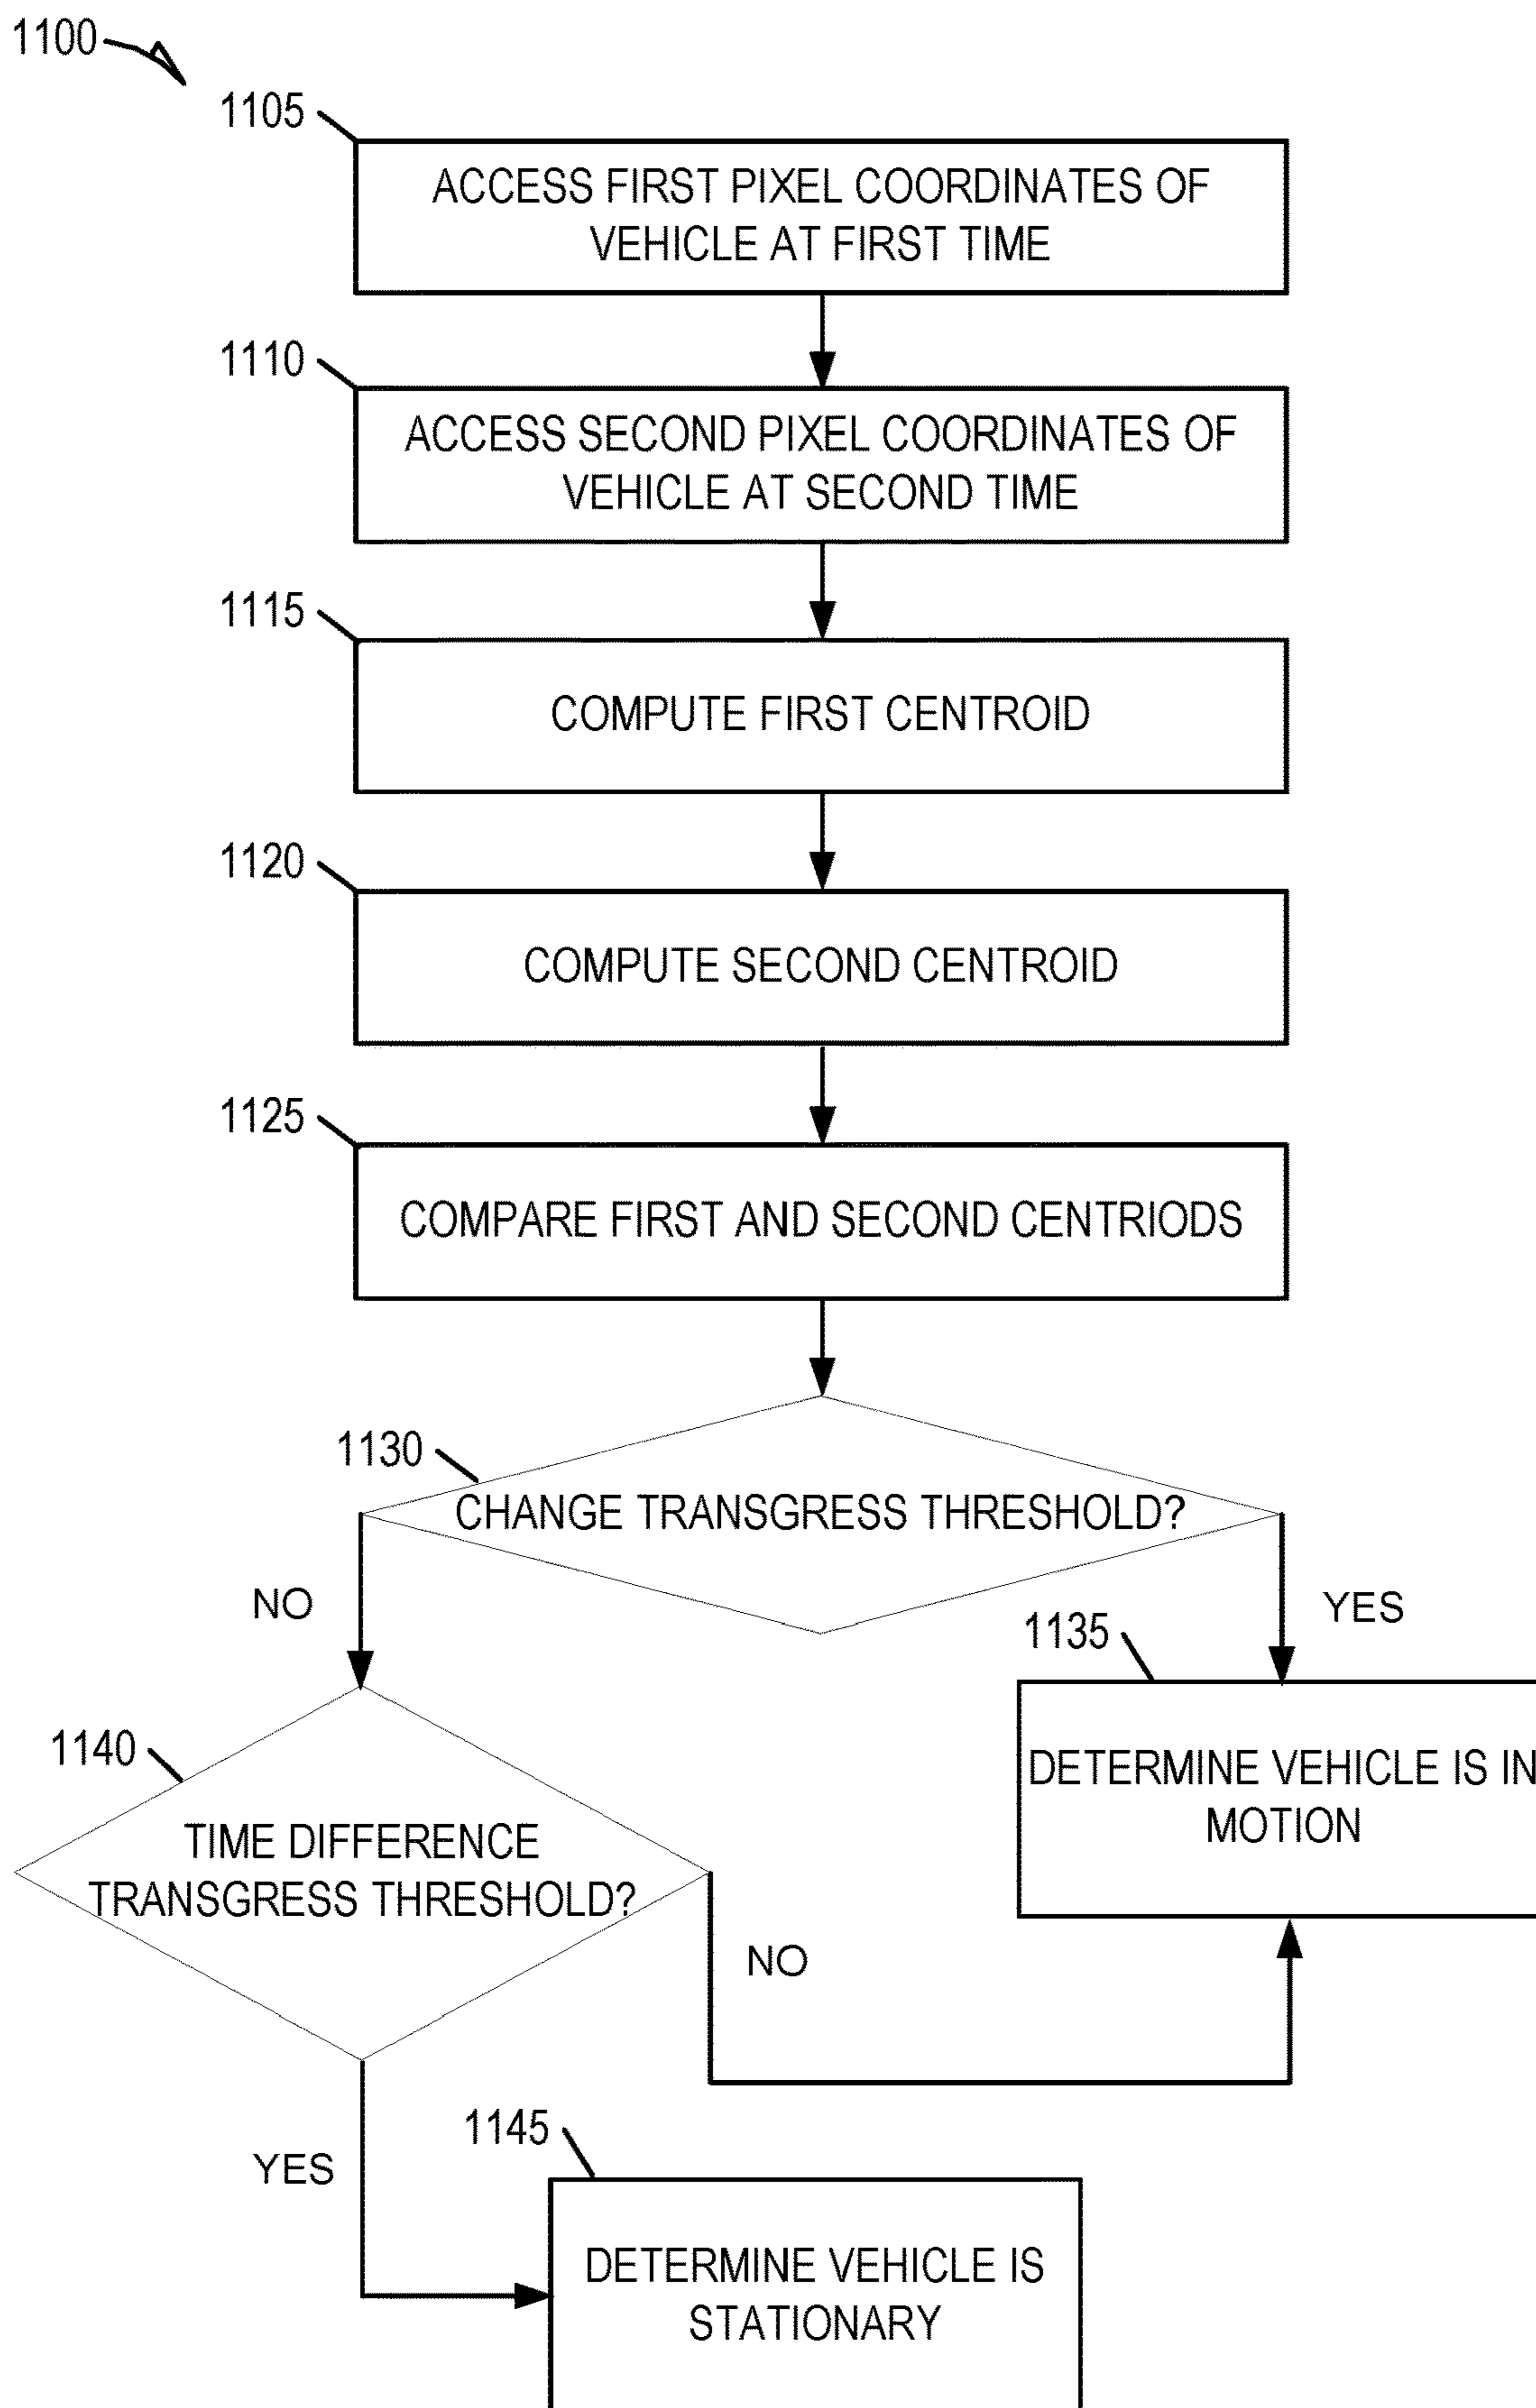 1100
1105
ACCESS FIRST PIXEL COORDINATES OF
VEHICLE AT FIRST TIME
1110
ACCESS SECOND PIXEL COORDINATES OF
VEHICLE AT SECOND TIME
1115
COMPUTE FIRST CENTROID
1120
COMPUTE SECOND CENTROID
1125
COMPARE FIRST AND SECOND CENTRIODS
1130
CHANGE TRANSGRESS THRESHOLD?
NO
YES
1135
DETERMINE VEHICLE IS IN
MOTION
1140
TIME DIFFERENCE
TRANSGRESS THRESHOLD?
NO
YES
1145
DETERMINE VEHICLE IS
STATIONARY